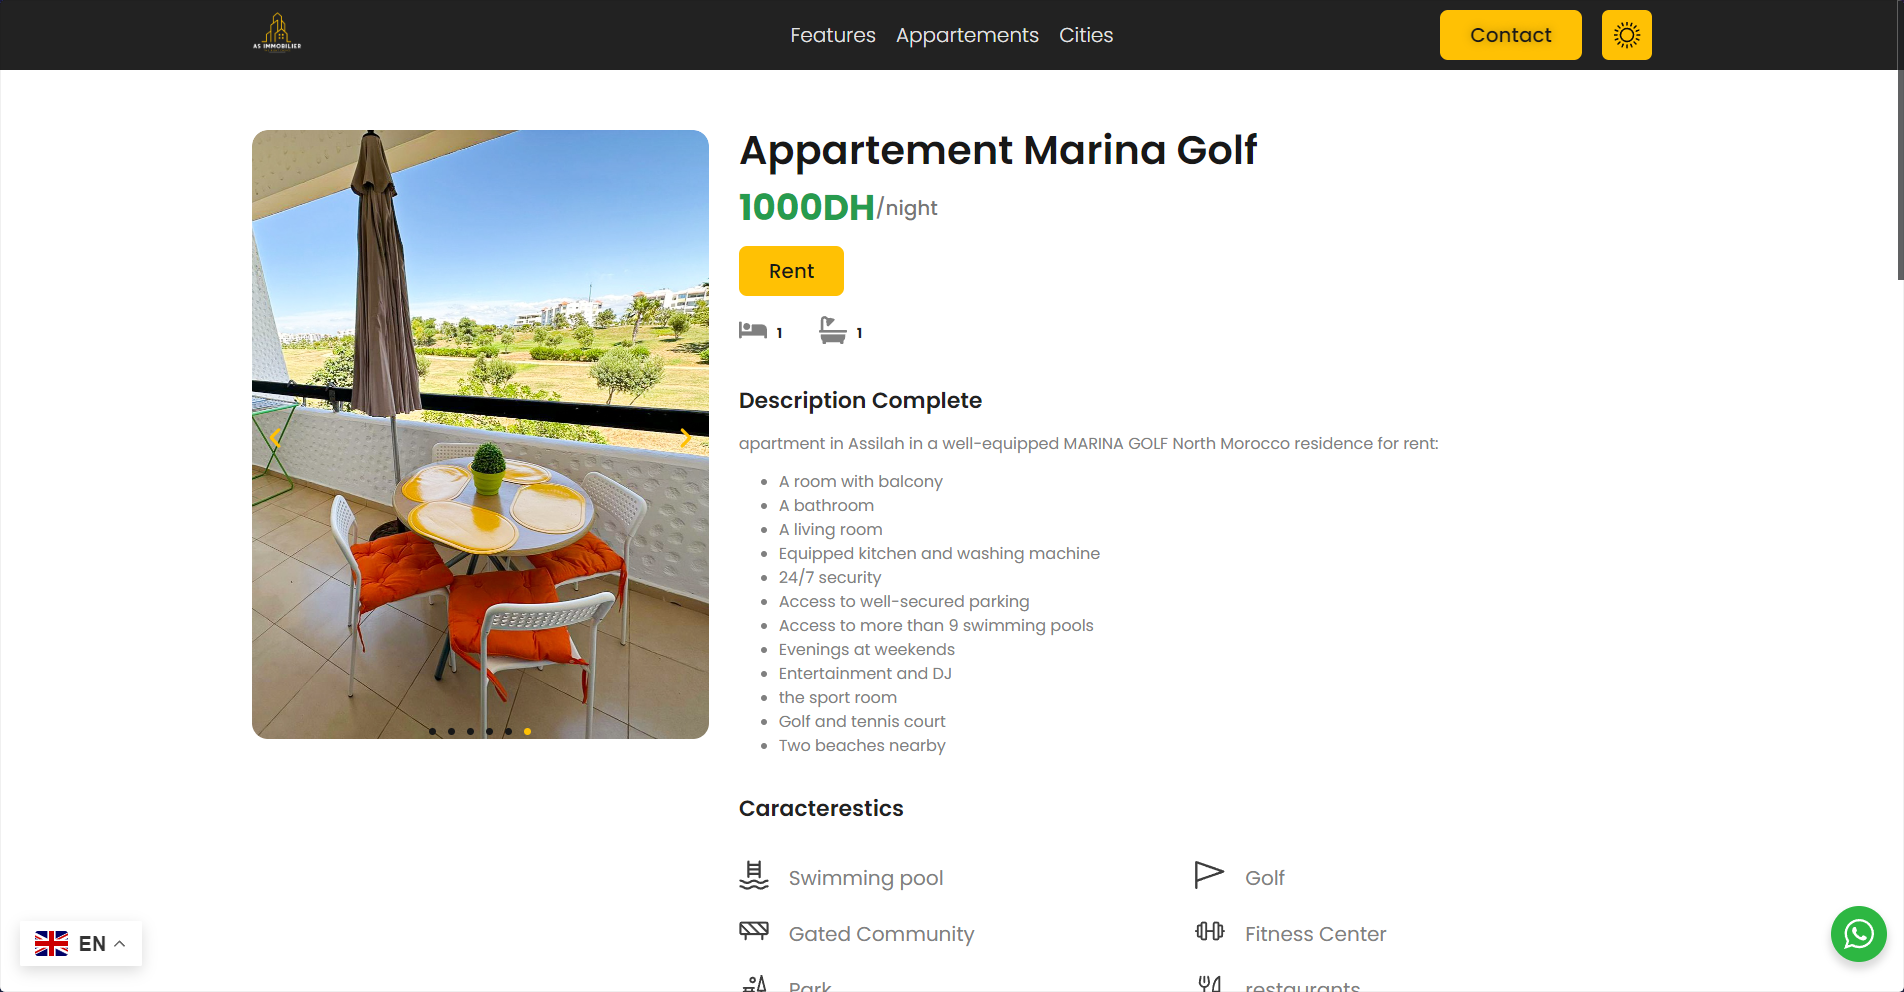 AS IMMOBILIER
Features
Appartements
Cities
Contact
Appartement Marina Golf
1000DH/night
Rent
1
1
Description Complete
apartment in Assilah in a well-equipped MARINA GOLF North Morocco residence for rent:
A room with balcony
A bathroom
A living room
Equipped kitchen and washing machine
24/7 security
Access to well-secured parking
Access to more than 9 swimming pools
Evenings at weekends
Entertainment and DJ
the sport room
Golf and tennis court
Two beaches nearby
Caracterestics
Swimming pool
Golf
Gated Community
Fitness Center
Park
restaurants
EN